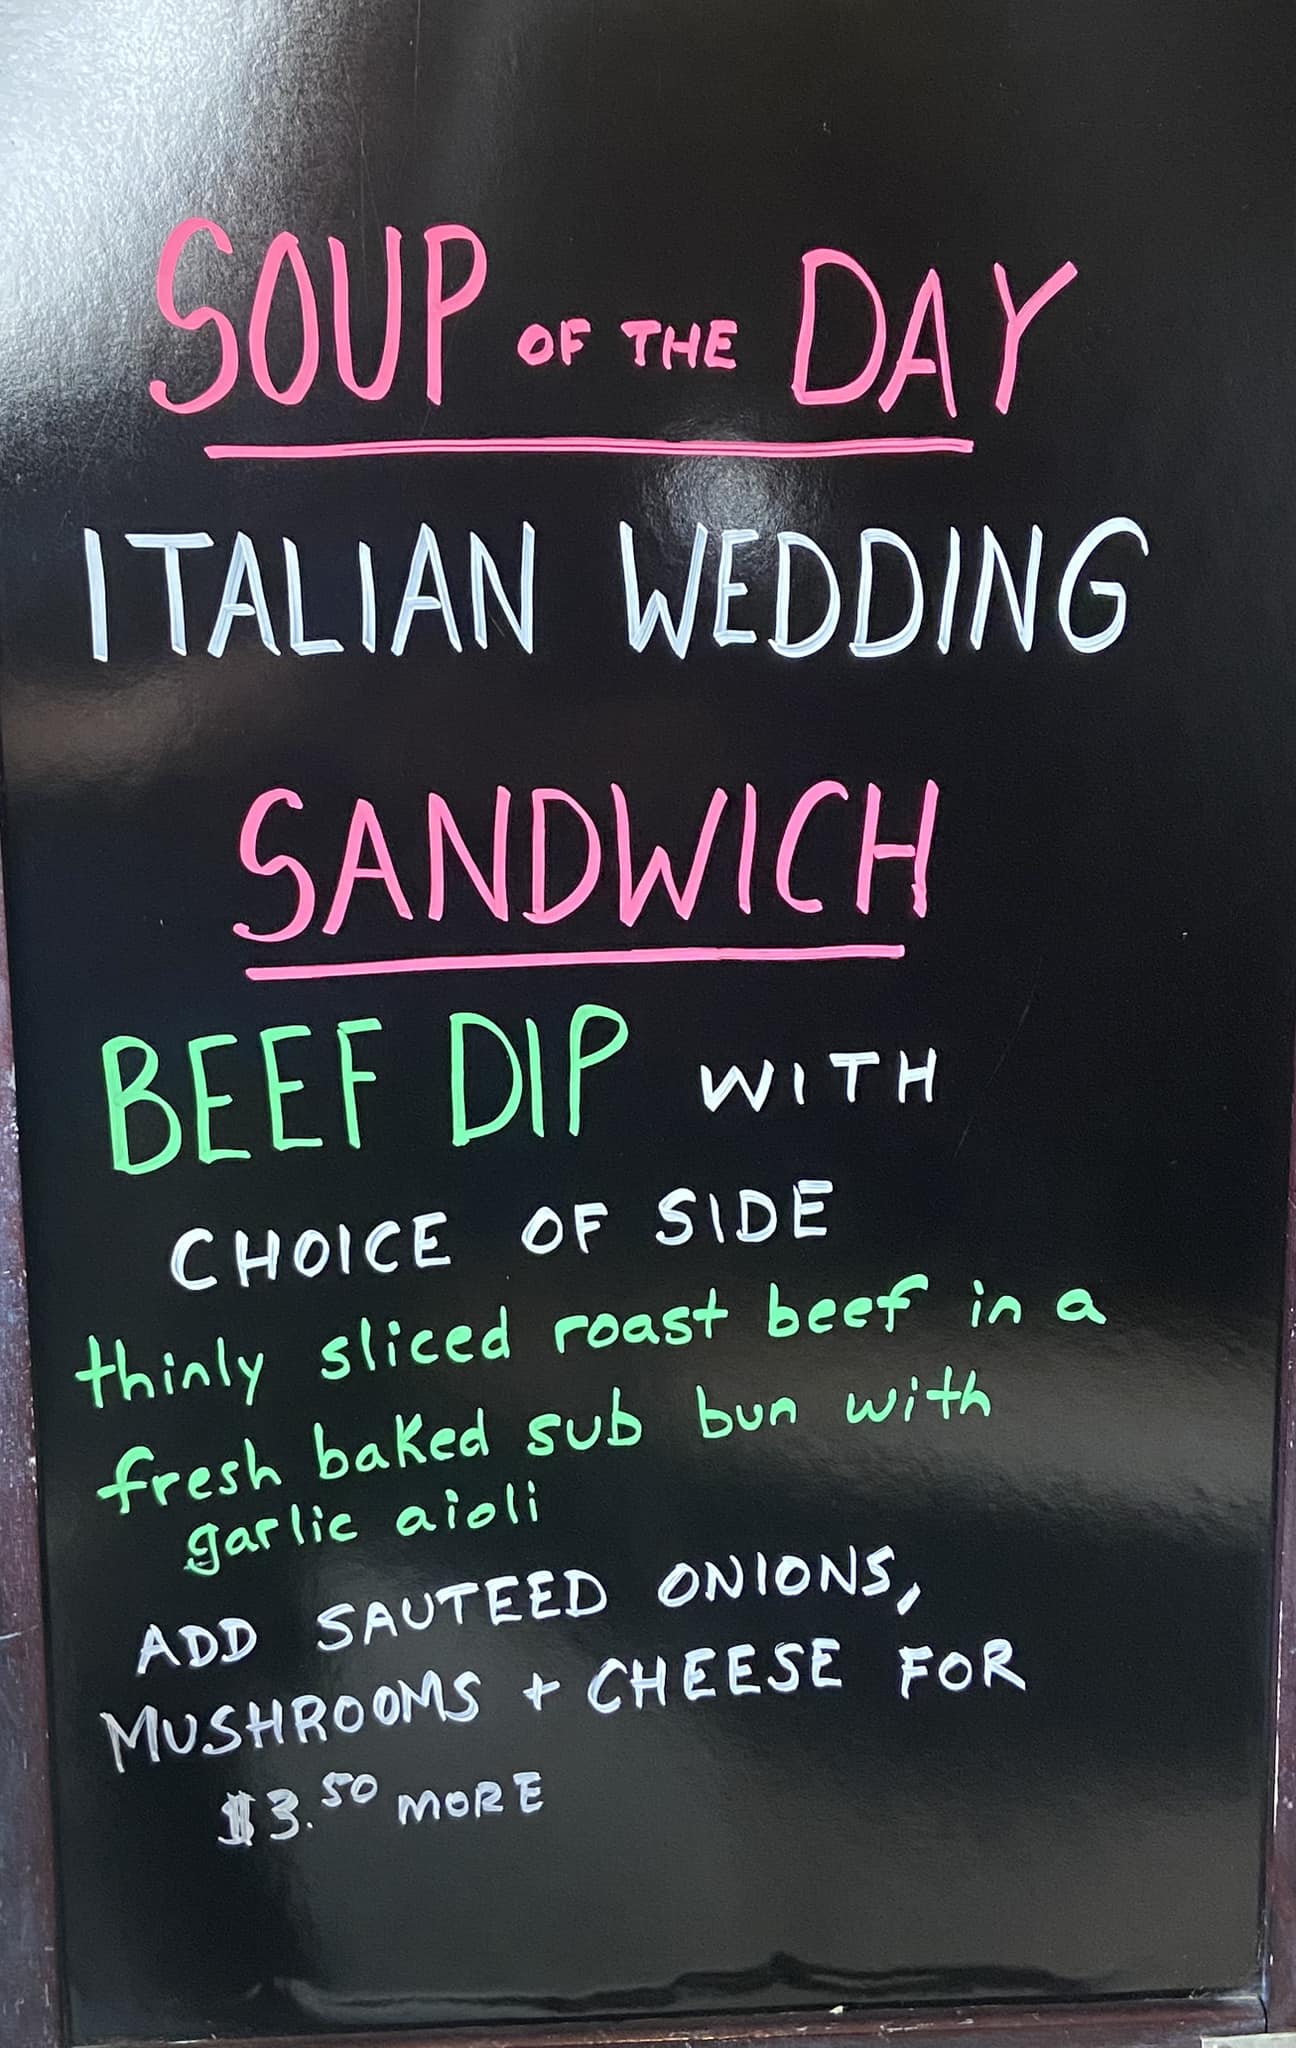 SOUP OF THE DAY
ITALIAN WEDDING
SANDWICH
BEEF DIP WITH
CHOICE OF SIDE
thinly sliced roast beef in a
fresh baked sub bun with
garlic aioli
ADD SAUTEED ONIONS,
MUSHROOMS + CHEESE FOR
$3.50 MORE